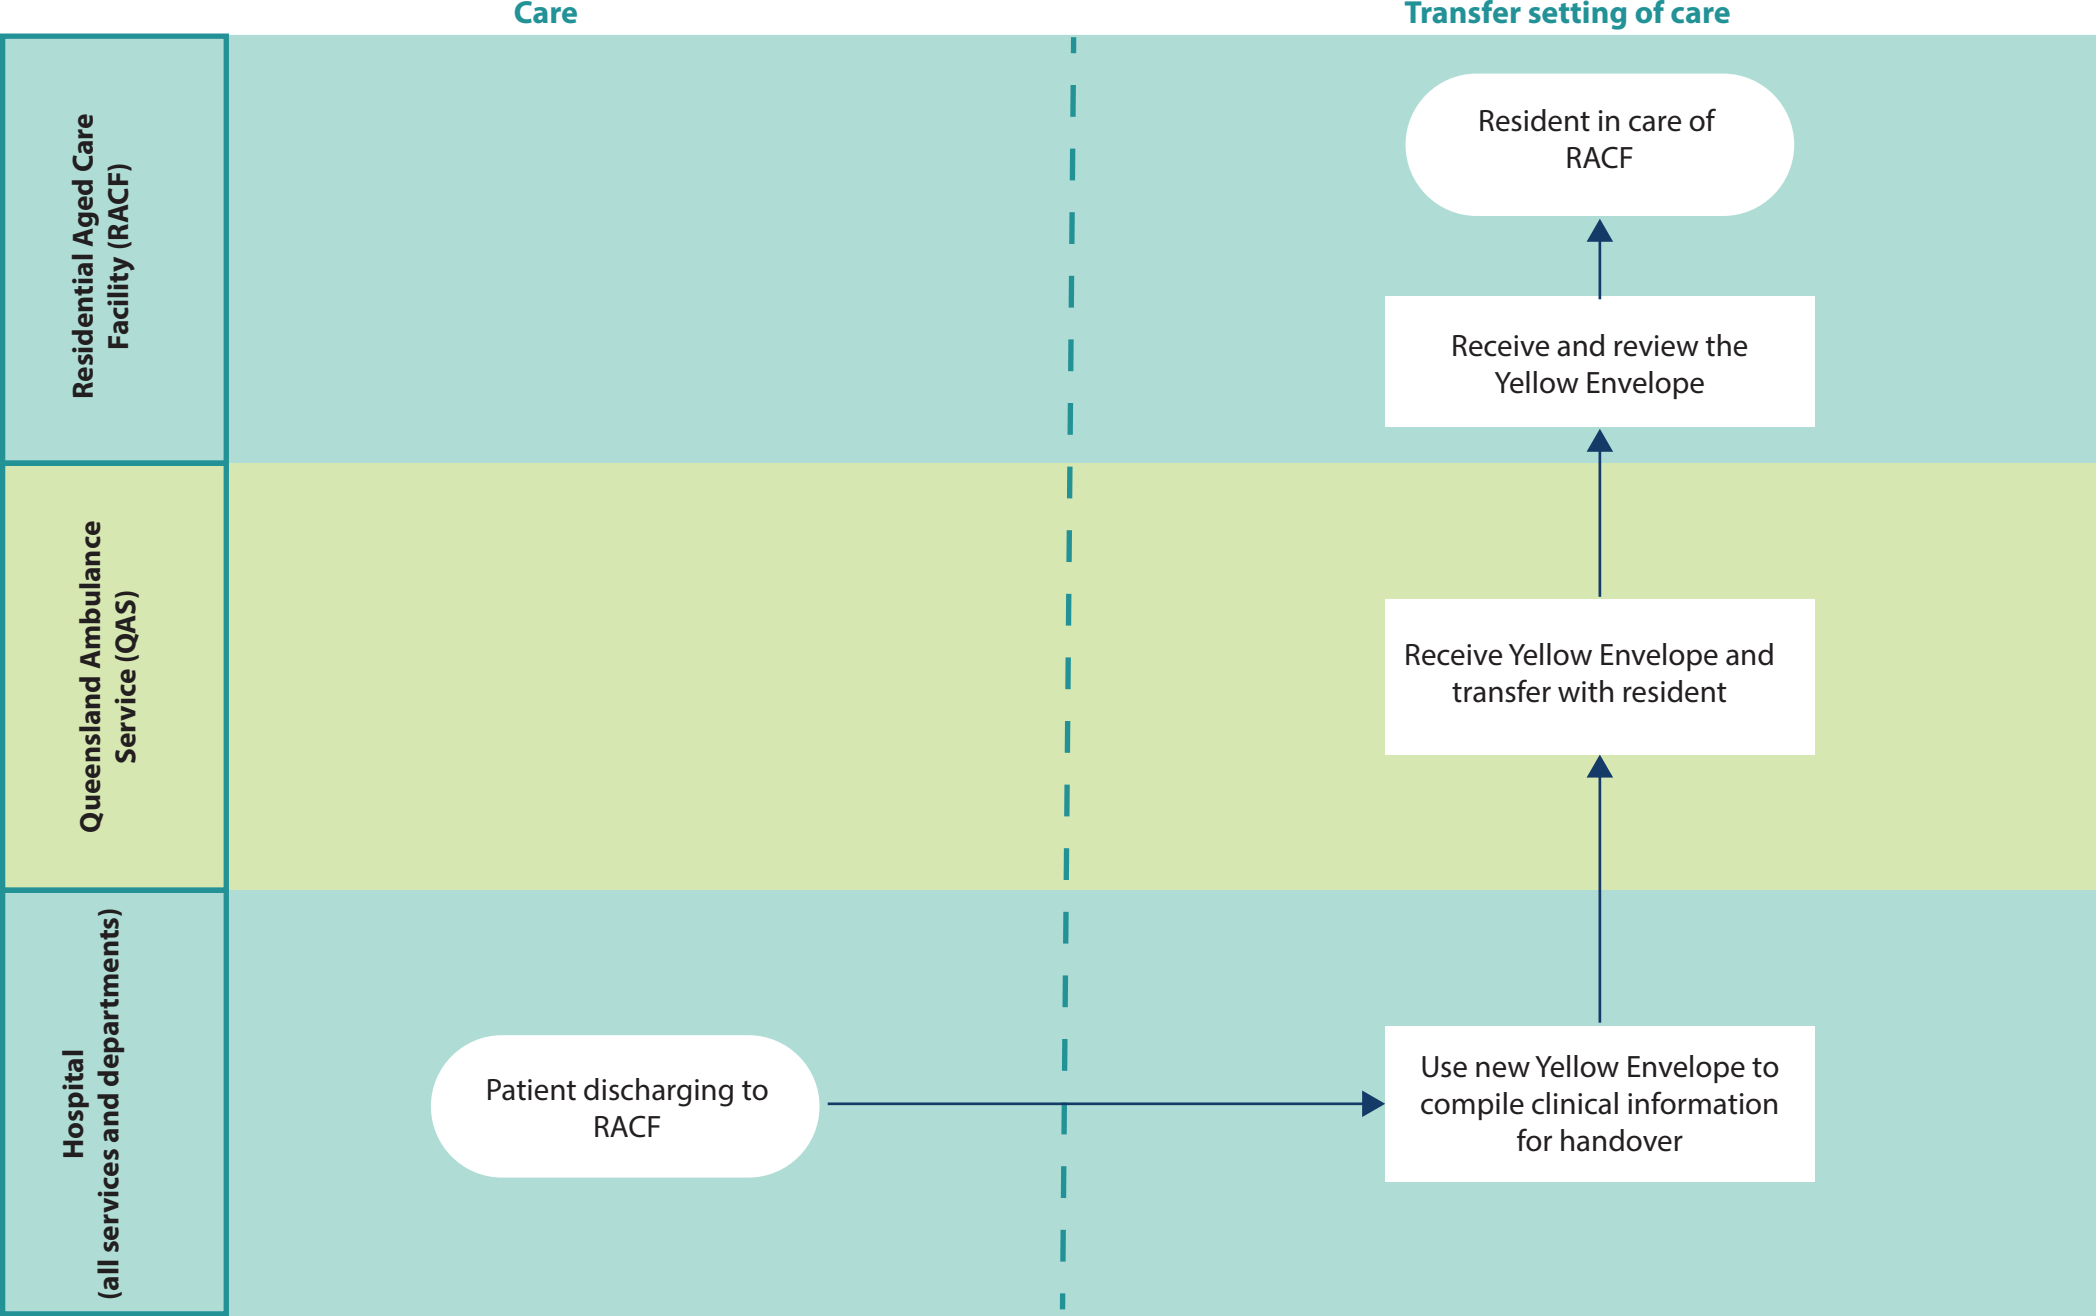 Care
Transfer setting of care
Residential Aged Care
Facility (RACF)
Resident in care of
RACF
Receive and review the
Yellow Envelope
Queensland Ambulance
Service (QAS)
Receive Yellow Envelope and
transfer with resident
Hospital
(all services and departments)
Patient discharging to
RACF
Use new Yellow Envelope to
compile clinical information
for handover